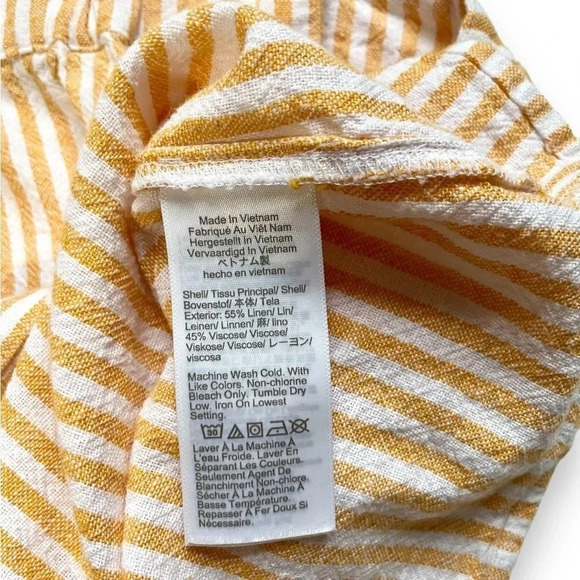 Made In Vietnam
Fabriqué Au Việt Nam
Hergestellt in Vietnam
Vervaardigd In Vietnam
ベトナム製
hecho en vietnam
Shell/ Tissu Principal/ Shell/
Bovenstof/ 本体/ Tela
Exterior: 55% Linen/ Lin/
Leinen/ Linnen/ 麻/ lino
45% Viscose/ Viscose/
Viskose/ Viscose/ レーヨン/
viscosa
Machine Wash Cold. With
Like Colors. Non-chlorine
Bleach Only. Tumble Dry
Low. Iron On Lowest
Setting.
30
Laver À La Machine À
L'eau Froide. Laver En
Séparant Les Couleurs.
Seulement Agent De
Blanchiment Non-Chlore.
Sécher À La Machine À
Basse Température.
Repasser À Fer Doux Si
Nécessaire.